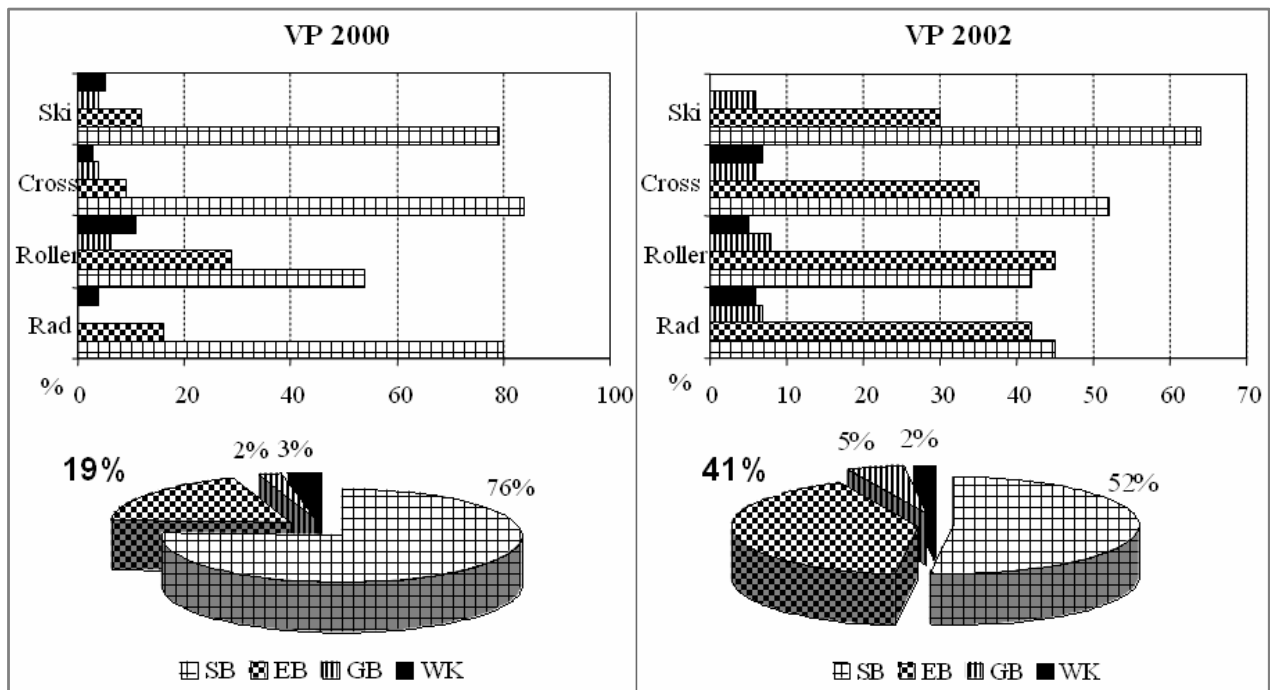 VP 2000
Ski
Cross
Roller
Rad
% 0 20 40 60 80 100
19% 2% 3% 76%
SB EB GB WK
VP 2002
Ski
Cross
Roller
Rad
% 0 10 20 30 40 50 60 70
41% 5% 2% 52%
SB EB GB WK